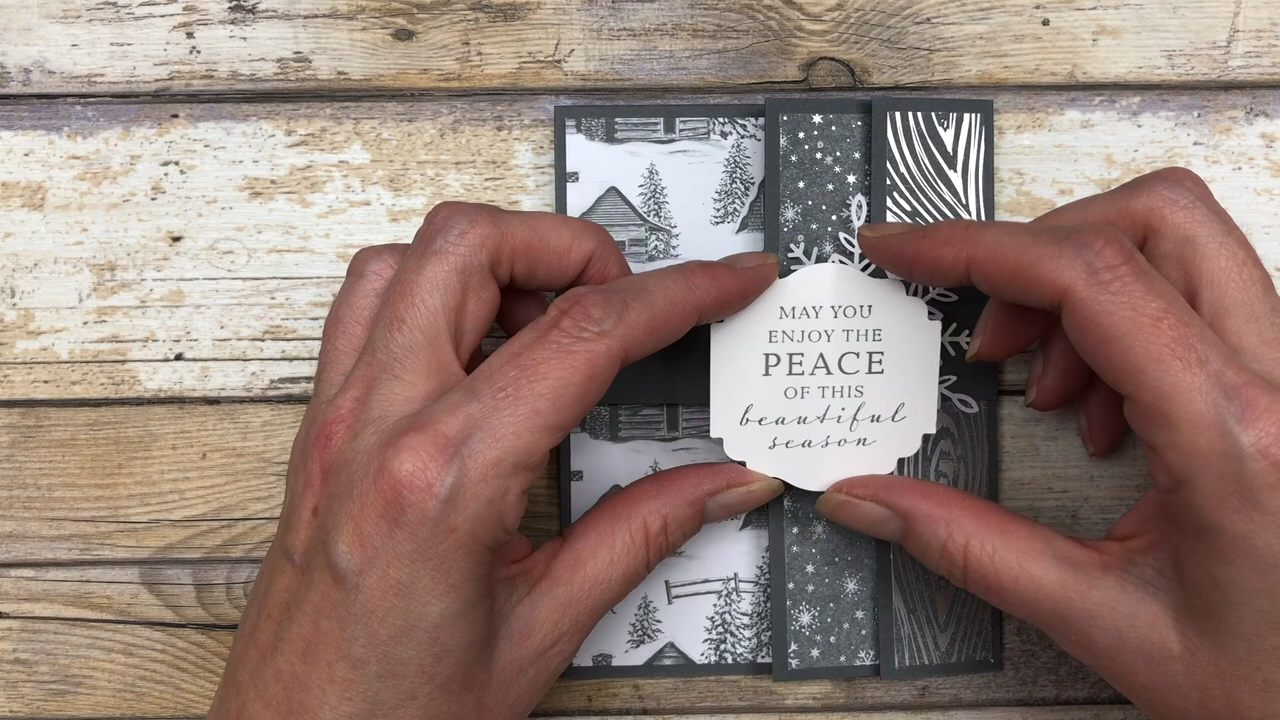 MAY YOU
ENJOY THE
PEACE
OF THIS
beautiful
season